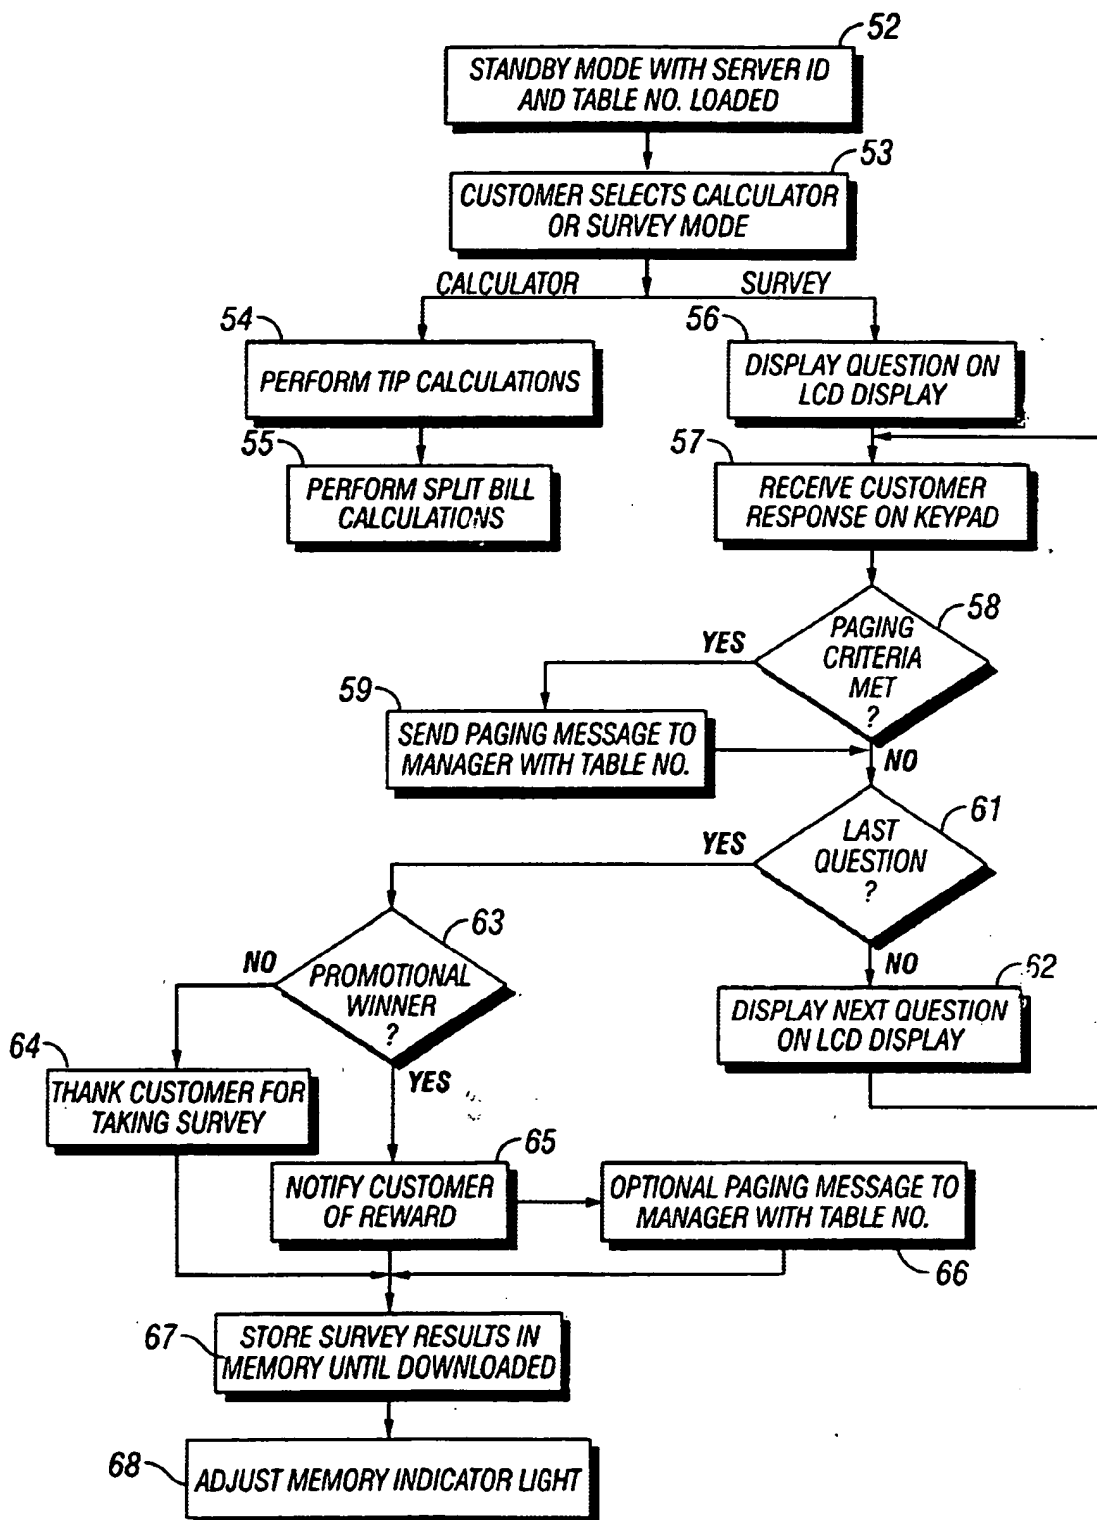 52
STANDBY MODE WITH SERVER ID
AND TABLE NO. LOADED
53
CUSTOMER SELECTS CALCULATOR
OR SURVEY MODE
CALCULATOR
SURVEY
54
PERFORM TIP CALCULATIONS
56
DISPLAY QUESTION ON
LCD DISPLAY
55
PERFORM SPLIT BILL
CALCULATIONS
57
RECEIVE CUSTOMER
RESPONSE ON KEYPAD
58
PAGING
CRITERIA
MET
?
YES
59
SEND PAGING MESSAGE TO
MANAGER WITH TABLE NO.
NO
61
LAST
QUESTION
?
YES
63
PROMOTIONAL
WINNER
?
NO
NO
62
DISPLAY NEXT QUESTION
ON LCD DISPLAY
64
THANK CUSTOMER FOR
TAKING SURVEY
YES
65
NOTIFY CUSTOMER
OF REWARD
OPTIONAL PAGING MESSAGE TO
MANAGER WITH TABLE NO.
66
67
STORE SURVEY RESULTS IN
MEMORY UNTIL DOWNLOADED
68
ADJUST MEMORY INDICATOR LIGHT